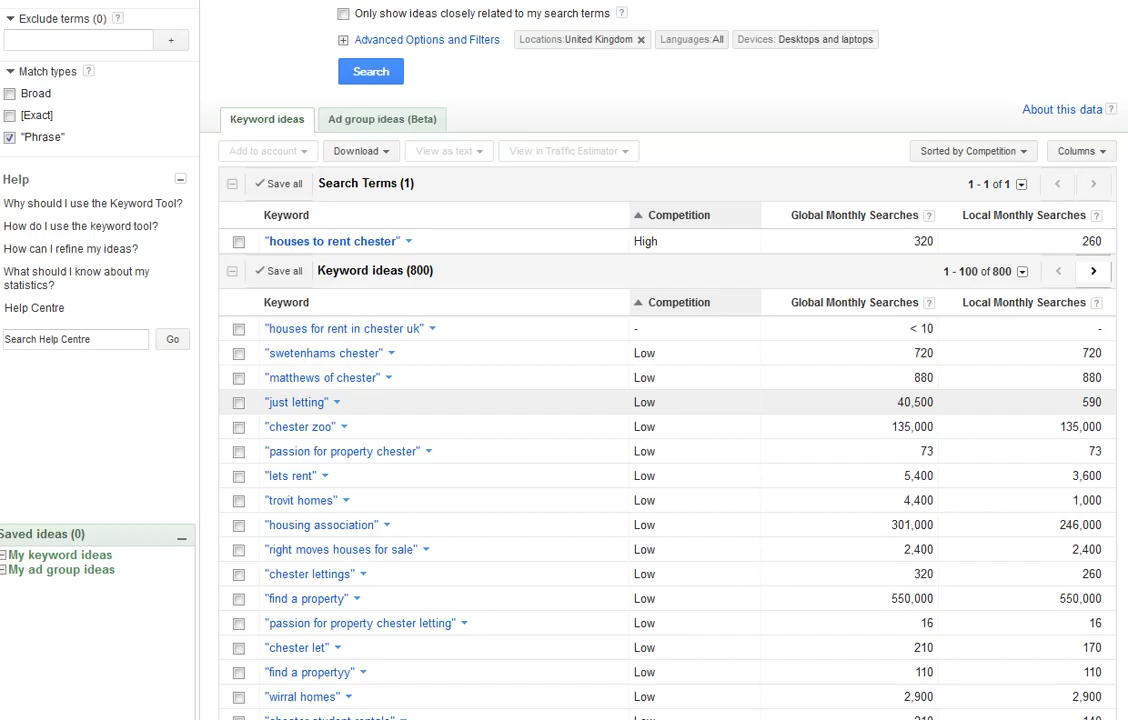 Exclude terms (0) ?
+
Match types ?
Broad
[Exact]
"Phrase"
Help
Why should I use the Keyword Tool?
How do I use the keyword tool?
How can I refine my ideas?
What should I know about my
statistics?
Help Centre
Search Help Centre Go
Saved ideas (0)
My keyword ideas
My ad group ideas
Only show ideas closely related to my search terms ?
Advanced Options and Filters Locations:United Kingdom Languages:All Devices: Desktops and laptops
Search
About this data ?
Keyword ideas Ad group ideas (Beta)
Add to account Download View as text View in Traffic Estimator Sorted by Competition Columns
Save all Search Terms (1) 1 - 1 of 1
Keyword Competition Global Monthly Searches ? Local Monthly Searches ?
"houses to rent chester" High 320 260
Save all Keyword ideas (800) 1 - 100 of 800
Keyword Competition Global Monthly Searches ? Local Monthly Searches ?
"houses for rent in chester uk" - < 10 -
"swetenhams chester" Low 720 720
"matthews of chester" Low 880 880
"just letting" Low 40,500 590
"chester zoo" Low 135,000 135,000
"passion for property chester" Low 73 73
"lets rent" Low 5,400 3,600
"trovit homes" Low 4,400 1,000
"housing association" Low 301,000 246,000
"right moves houses for sale" Low 2,400 2,400
"chester lettings" Low 320 260
"find a property" Low 550,000 550,000
"passion for property chester letting" Low 16 16
"chester let" Low 210 170
"find a propertyy" Low 110 110
"wirral homes" Low 2,900 2,900
"chester student rentals" Low 210 140